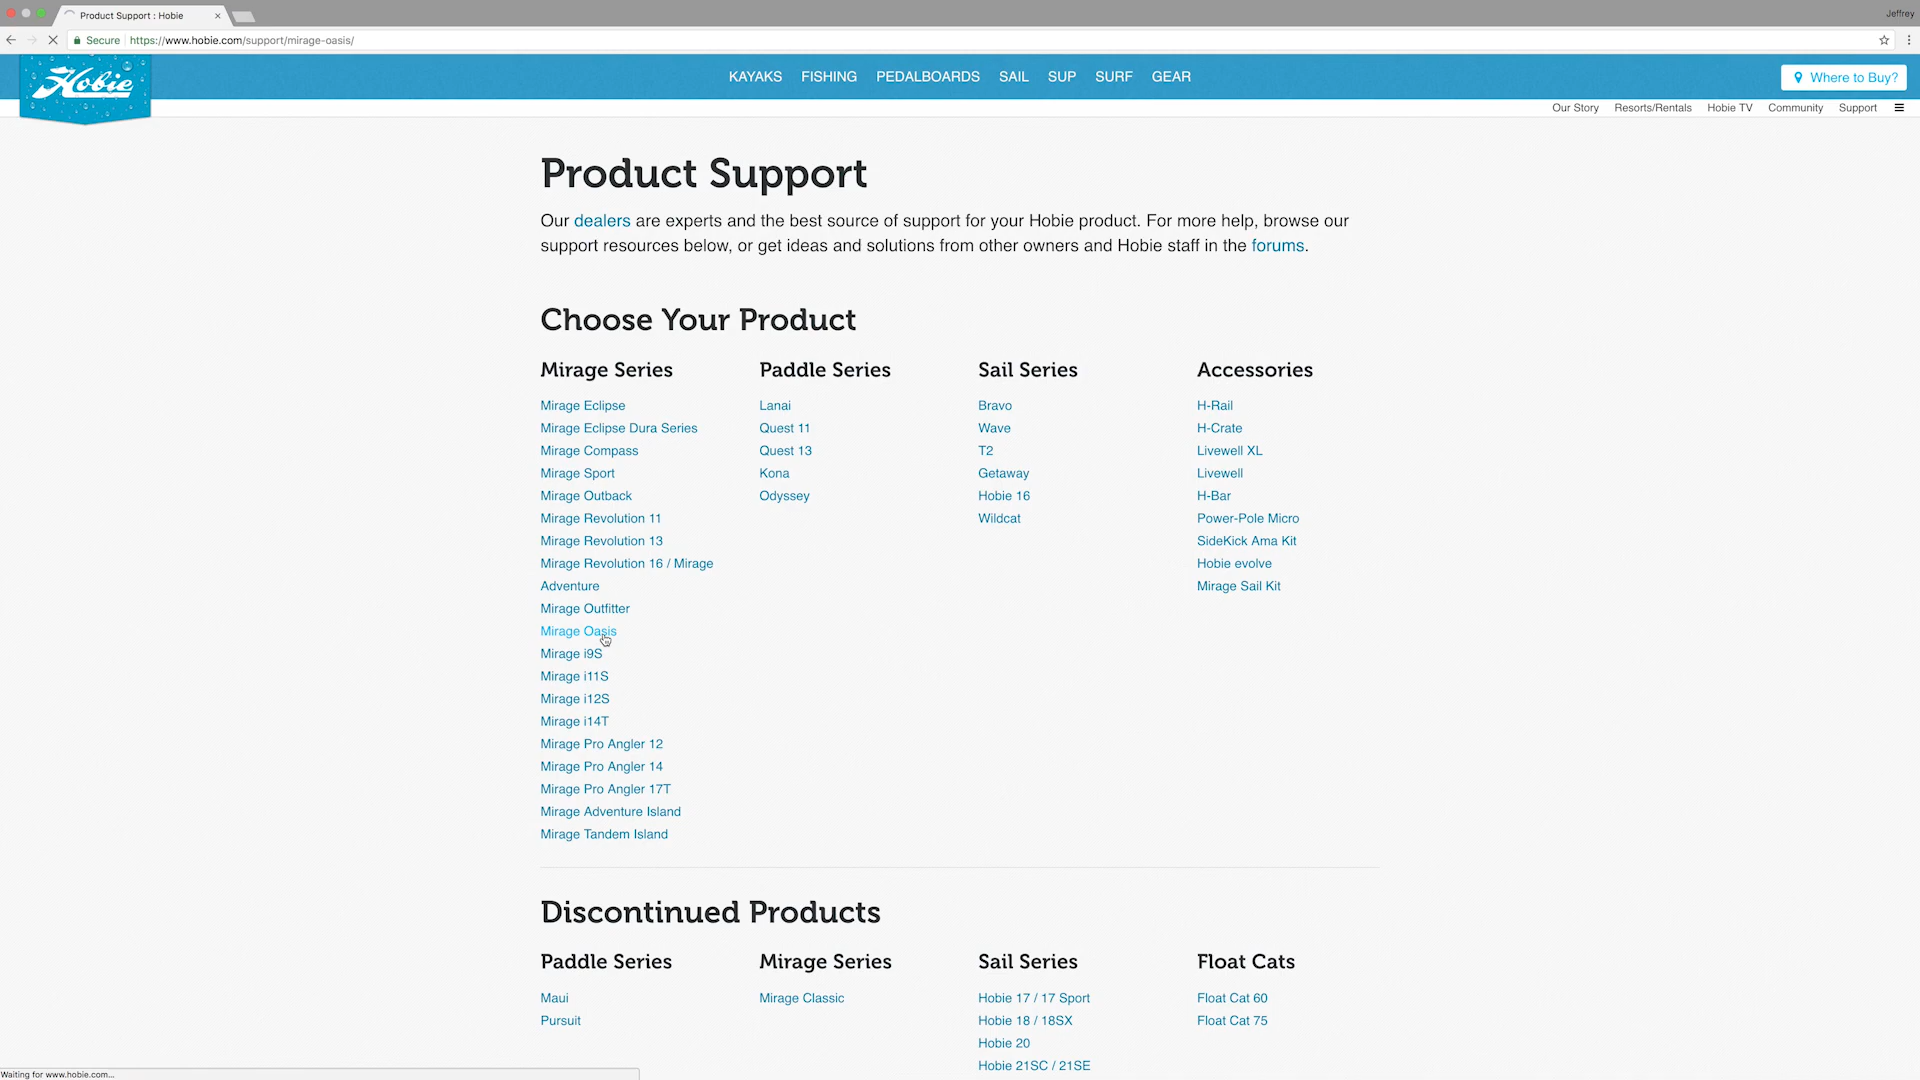 Product Support : Hobie
Jeffrey
Secure
https://www.hobie.com/support/mirage-oasis/
Hobie
KAYAKS FISHING PEDALBOARDS SAIL SUP SURF GEAR
Where to Buy?
Our Story Resorts/Rentals Hobie TV Community Support
Product Support
Our dealers are experts and the best source of support for your Hobie product. For more help, browse our
support resources below, or get ideas and solutions from other owners and Hobie staff in the forums.
Choose Your Product
Mirage Series
Mirage Eclipse
Mirage Eclipse Dura Series
Mirage Compass
Mirage Sport
Mirage Outback
Mirage Revolution 11
Mirage Revolution 13
Mirage Revolution 16 / Mirage
Adventure
Mirage Outfitter
Mirage Oasis
Mirage i9S
Mirage i11S
Mirage i12S
Mirage i14T
Mirage Pro Angler 12
Mirage Pro Angler 14
Mirage Pro Angler 17T
Mirage Adventure Island
Mirage Tandem Island
Paddle Series
Lanai
Quest 11
Quest 13
Kona
Odyssey
Sail Series
Bravo
Wave
T2
Getaway
Hobie 16
Wildcat
Accessories
H-Rail
H-Crate
Livewell XL
Livewell
H-Bar
Power-Pole Micro
SideKick Ama Kit
Hobie evolve
Mirage Sail Kit
Discontinued Products
Paddle Series
Maui
Pursuit
Mirage Series
Mirage Classic
Sail Series
Hobie 17 / 17 Sport
Hobie 18 / 18SX
Hobie 20
Hobie 21SC / 21SE
Float Cats
Float Cat 60
Float Cat 75
Waiting for www.hobie.com...